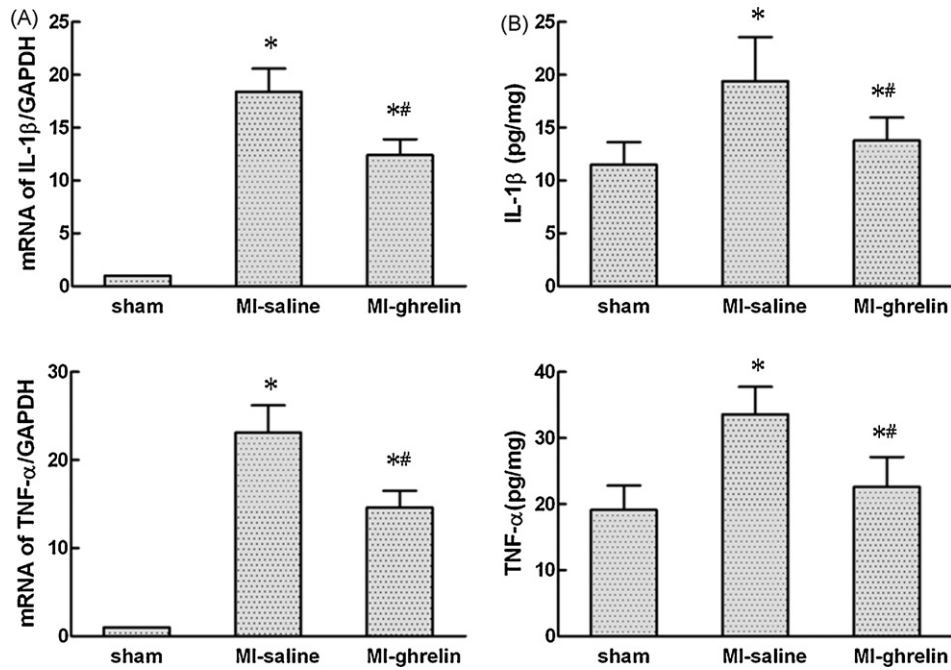 (A)
mRNA of IL-1β/GAPDH
25
20
15
10
5
0
*
*#
sham MI-saline MI-ghrelin
(B)
IL-1β (pg/mg)
25
20
15
10
5
0
*
*#
sham MI-saline MI-ghrelin
mRNA of TNF-α/GAPDH
30
20
10
0
*
*#
sham MI-saline MI-ghrelin
TNF-α(pg/mg)
40
30
20
10
0
*
*#
sham MI-saline MI-ghrelin